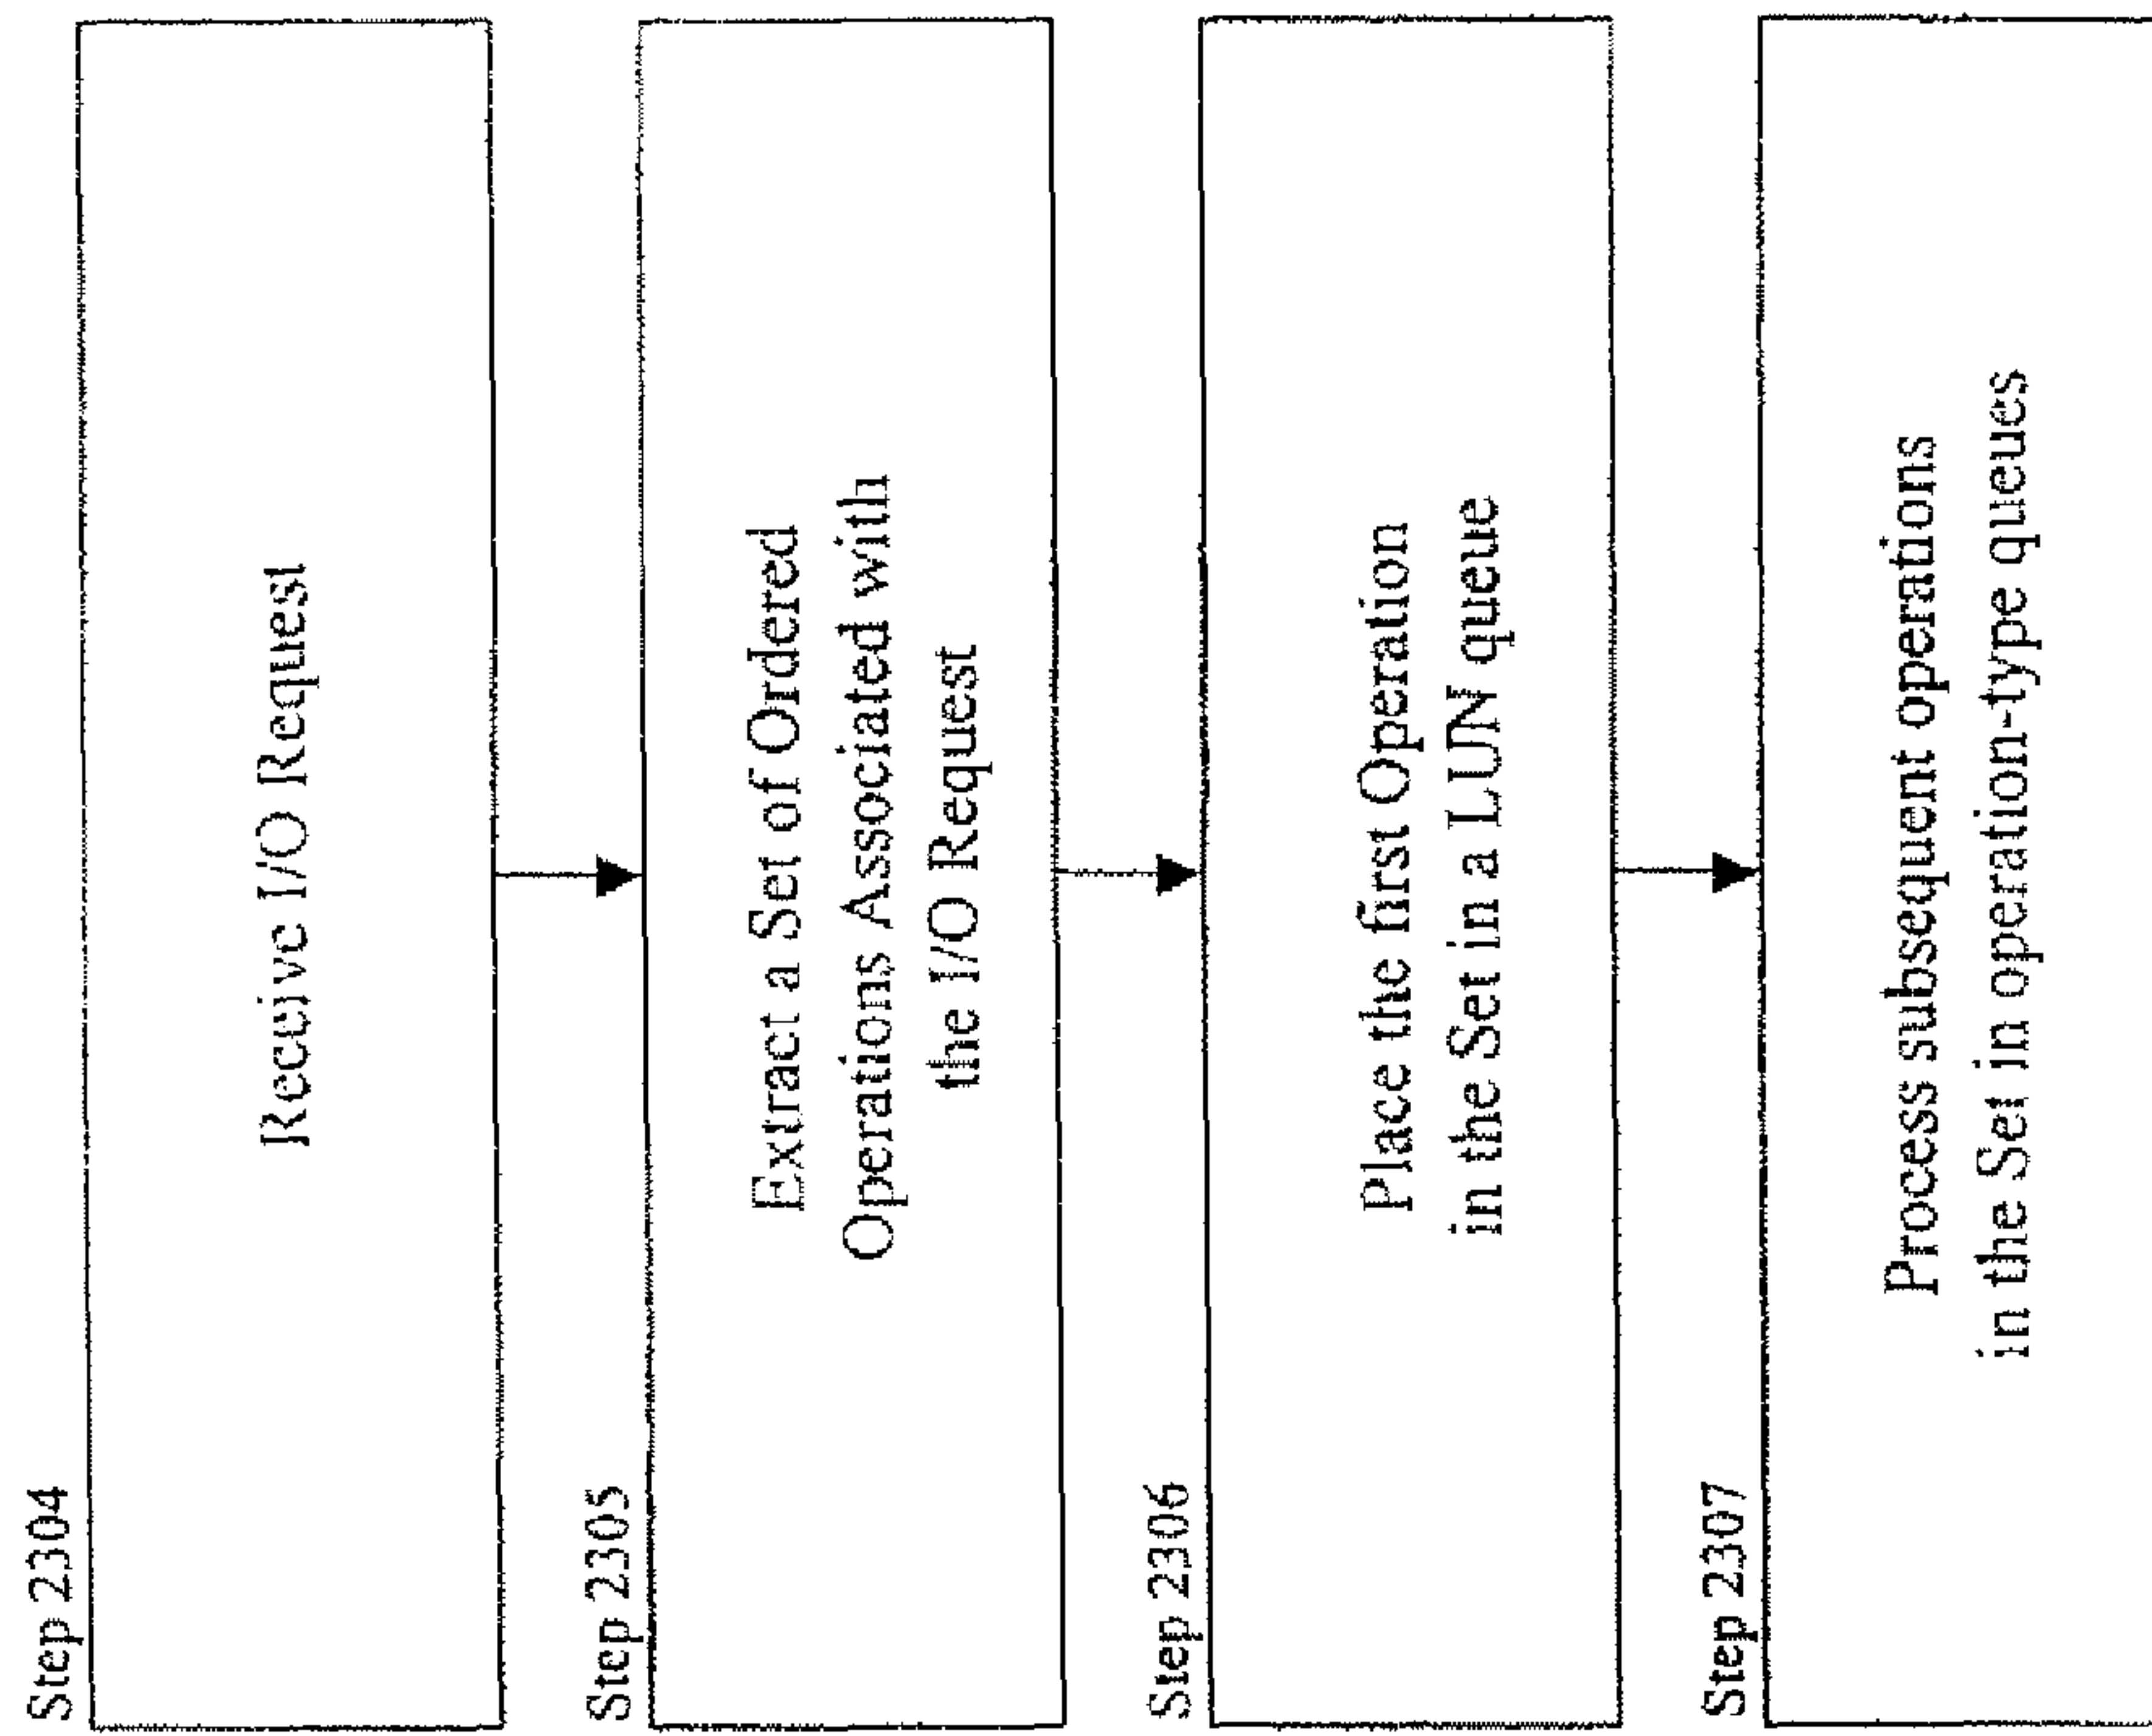 Step 2304
Receive I/O Request
Step 2305
Extract a Set of Ordered
Operations Associated with
the I/O Request
Step 2306
Place the first Operation
in the Set in a LUN queue
Step 2307
Process subsequent operations
in the Set in operation-type queues